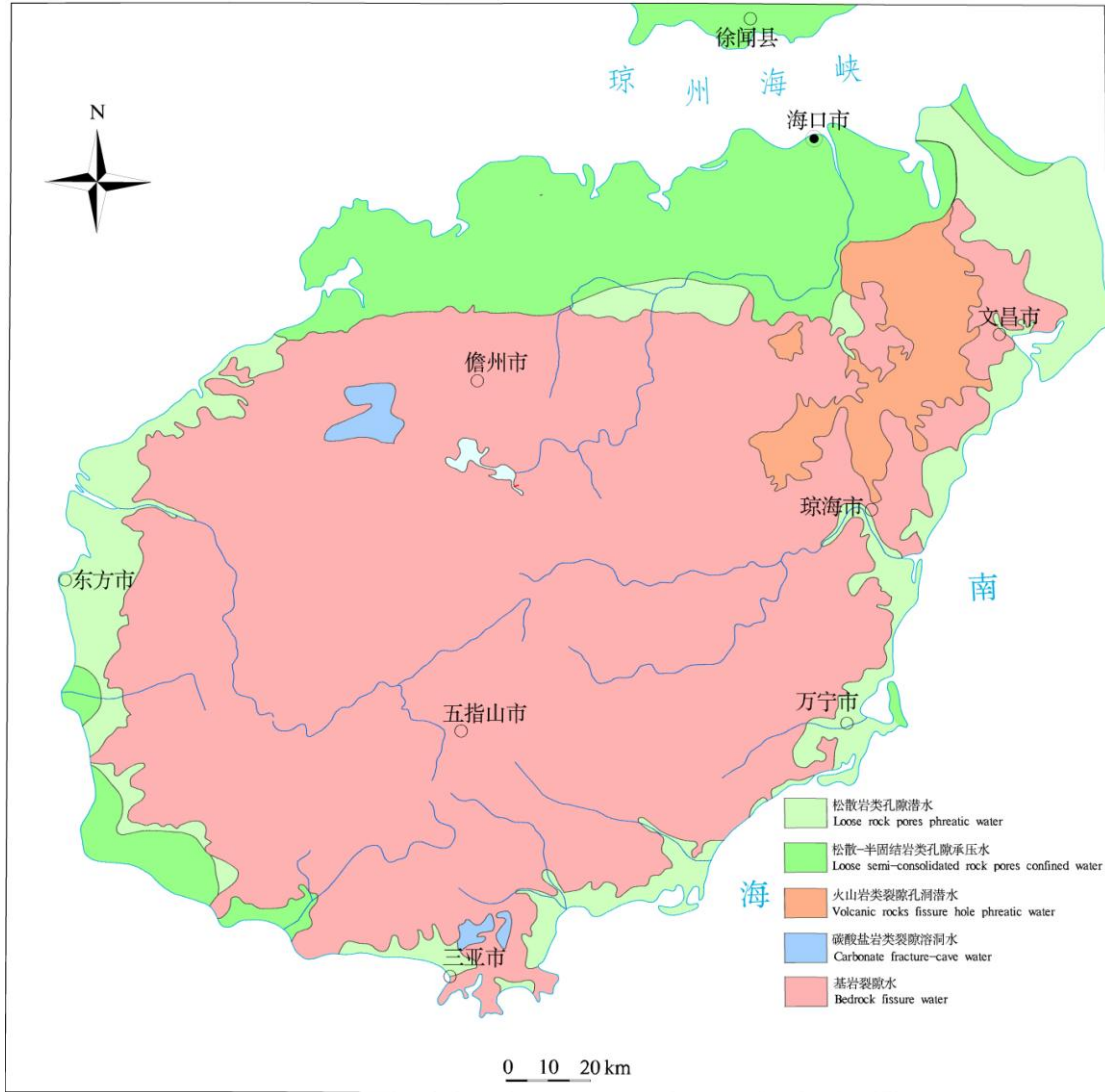 徐闻县
琼州海峡
海口市
N
文昌市
儋州市
琼海市
东方市
南海
五指山市
万宁市
三亚市
松散岩类孔隙潜水
Loose rock pores phreatic water
松散-半固结岩类孔隙承压水
Loose semi-consolidated rock pores confined water
火山岩类裂隙孔洞潜水
Volcanic rocks fissure hole phreatic water
碳酸盐岩类裂隙溶洞水
Carbonate fracture-cave water
基岩裂隙水
Bedrock fissure water
0 10 20 km